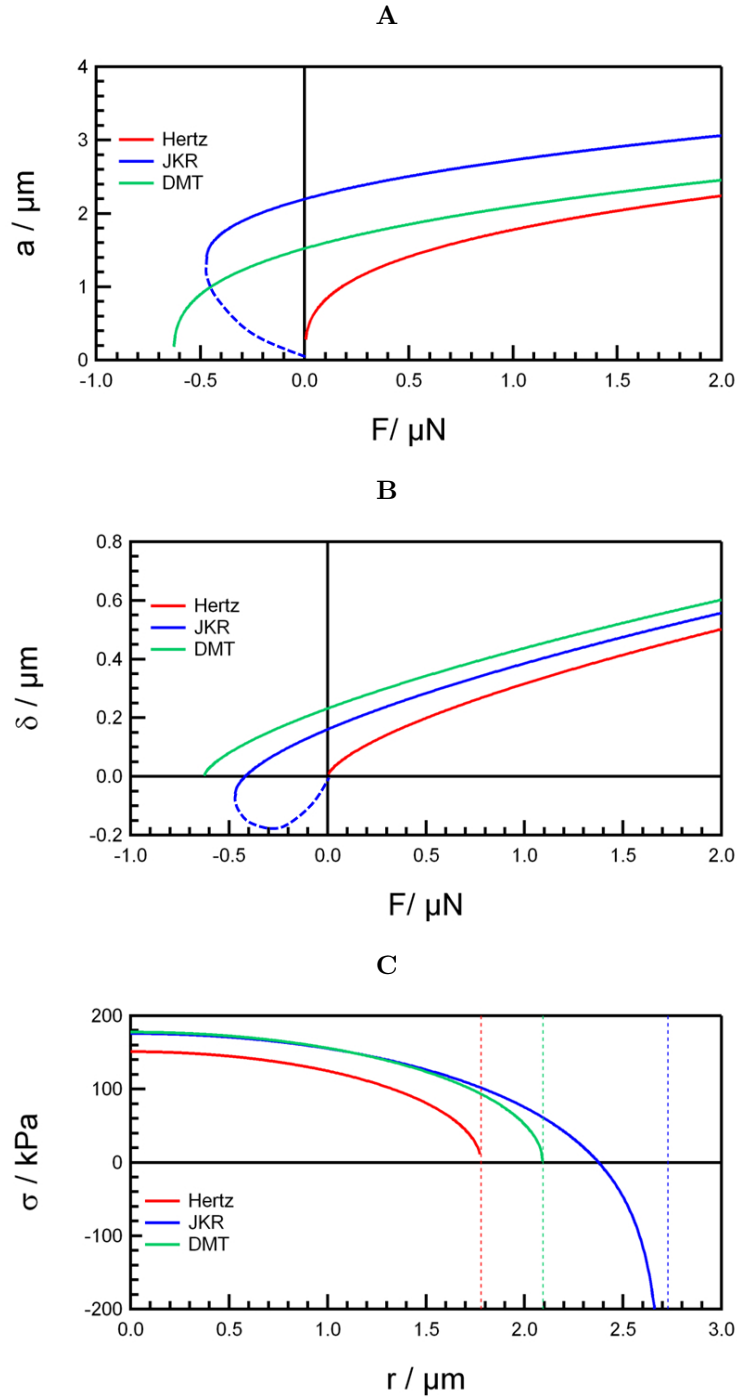 A
4
3
2
1
0
a / µm
Hertz
JKR
DMT
-1.0 -0.5 0.0 0.5 1.0 1.5 2.0
F/ µN
B
0.8
0.6
0.4
0.2
0.0
-0.2
δ / µm
Hertz
JKR
DMT
-1.0 -0.5 0.0 0.5 1.0 1.5 2.0
F/ µN
C
200
100
0
-100
-200
σ / kPa
Hertz
JKR
DMT
0.0 0.5 1.0 1.5 2.0 2.5 3.0
r / µm